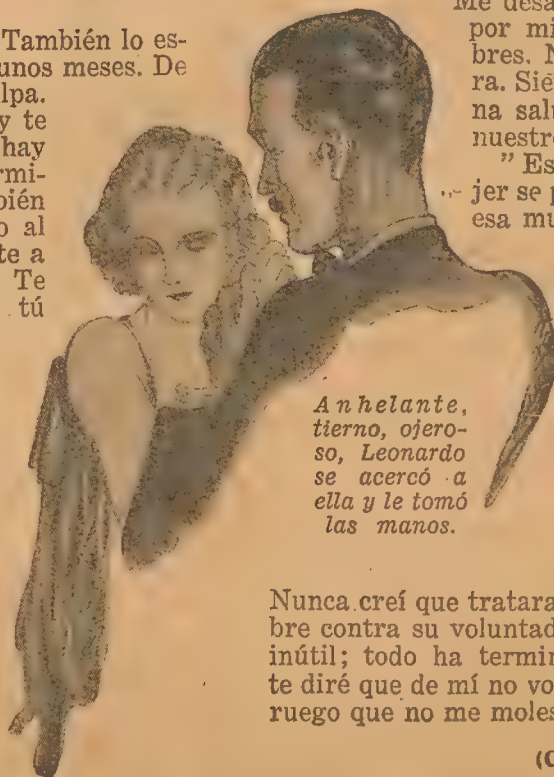 También lo es-
unos meses. De
lpa.
y te
hay
rmi-
bién
o al
te a
Te
tú
Me desa
por mi
bres. N
ra. Sié
na salu
nuestro
" Es
jer se p
esa mu
Anhelante,
tierno, ojero-
so, Leonardo
se acercó a
ella y le tomó
las manos.
Nunca creí que tratara
bre contra su voluntad
inútil; todo ha termin
te diré que de mí no vo
ruego que no me moles
(C